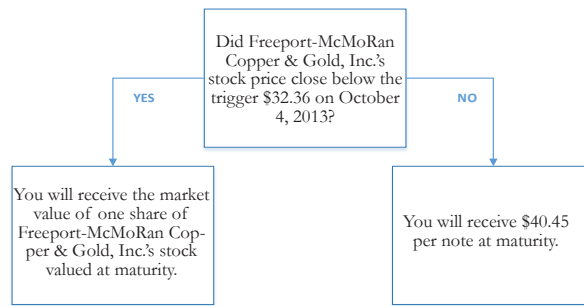 Did Freeport-McMoRan
Copper & Gold, Inc.'s
stock price close below the
trigger $32.36 on October
4, 2013?
YES
NO
You will receive the market
value of one share of
Freeport-McMoRan Cop-
per & Gold, Inc.'s stock
valued at maturity.
You will receive $40.45
per note at maturity.